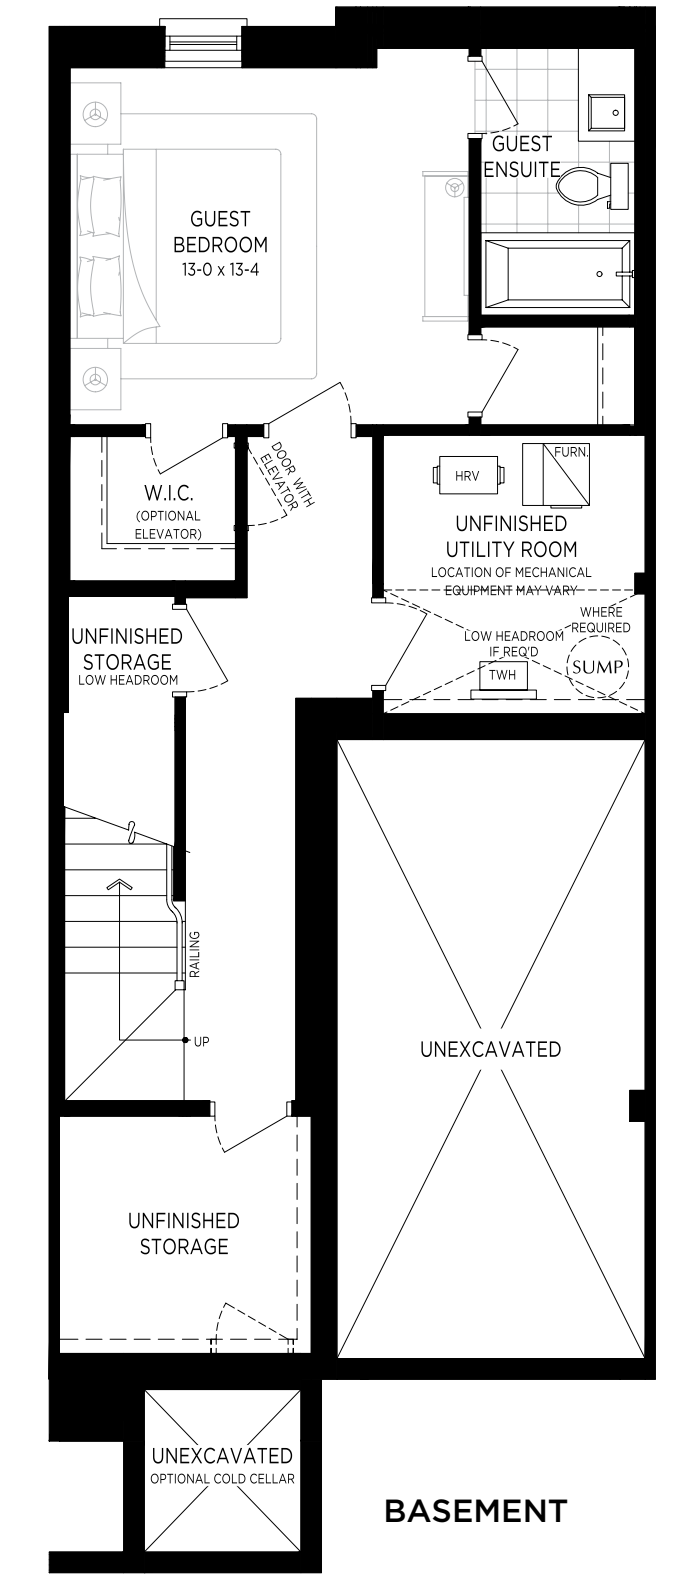 GUEST
ENSUITE
GUEST
BEDROOM
13-0 x 13-4
DOOR WITH
ELEVATOR
W.I.C.
(OPTIONAL
ELEVATOR)
HRV
FURN.
UNFINISHED
UTILITY ROOM
LOCATION OF MECHANICAL
EQUIPMENT MAY VARY
WHERE
REQUIRED
LOW HEADROOM
IF REQ'D
SUMP
TWH
UNFINISHED
STORAGE
LOW HEADROOM
RAILING
UP
UNEXCAVATED
UNFINISHED
STORAGE
UNEXCAVATED
OPTIONAL COLD CELLAR
BASEMENT